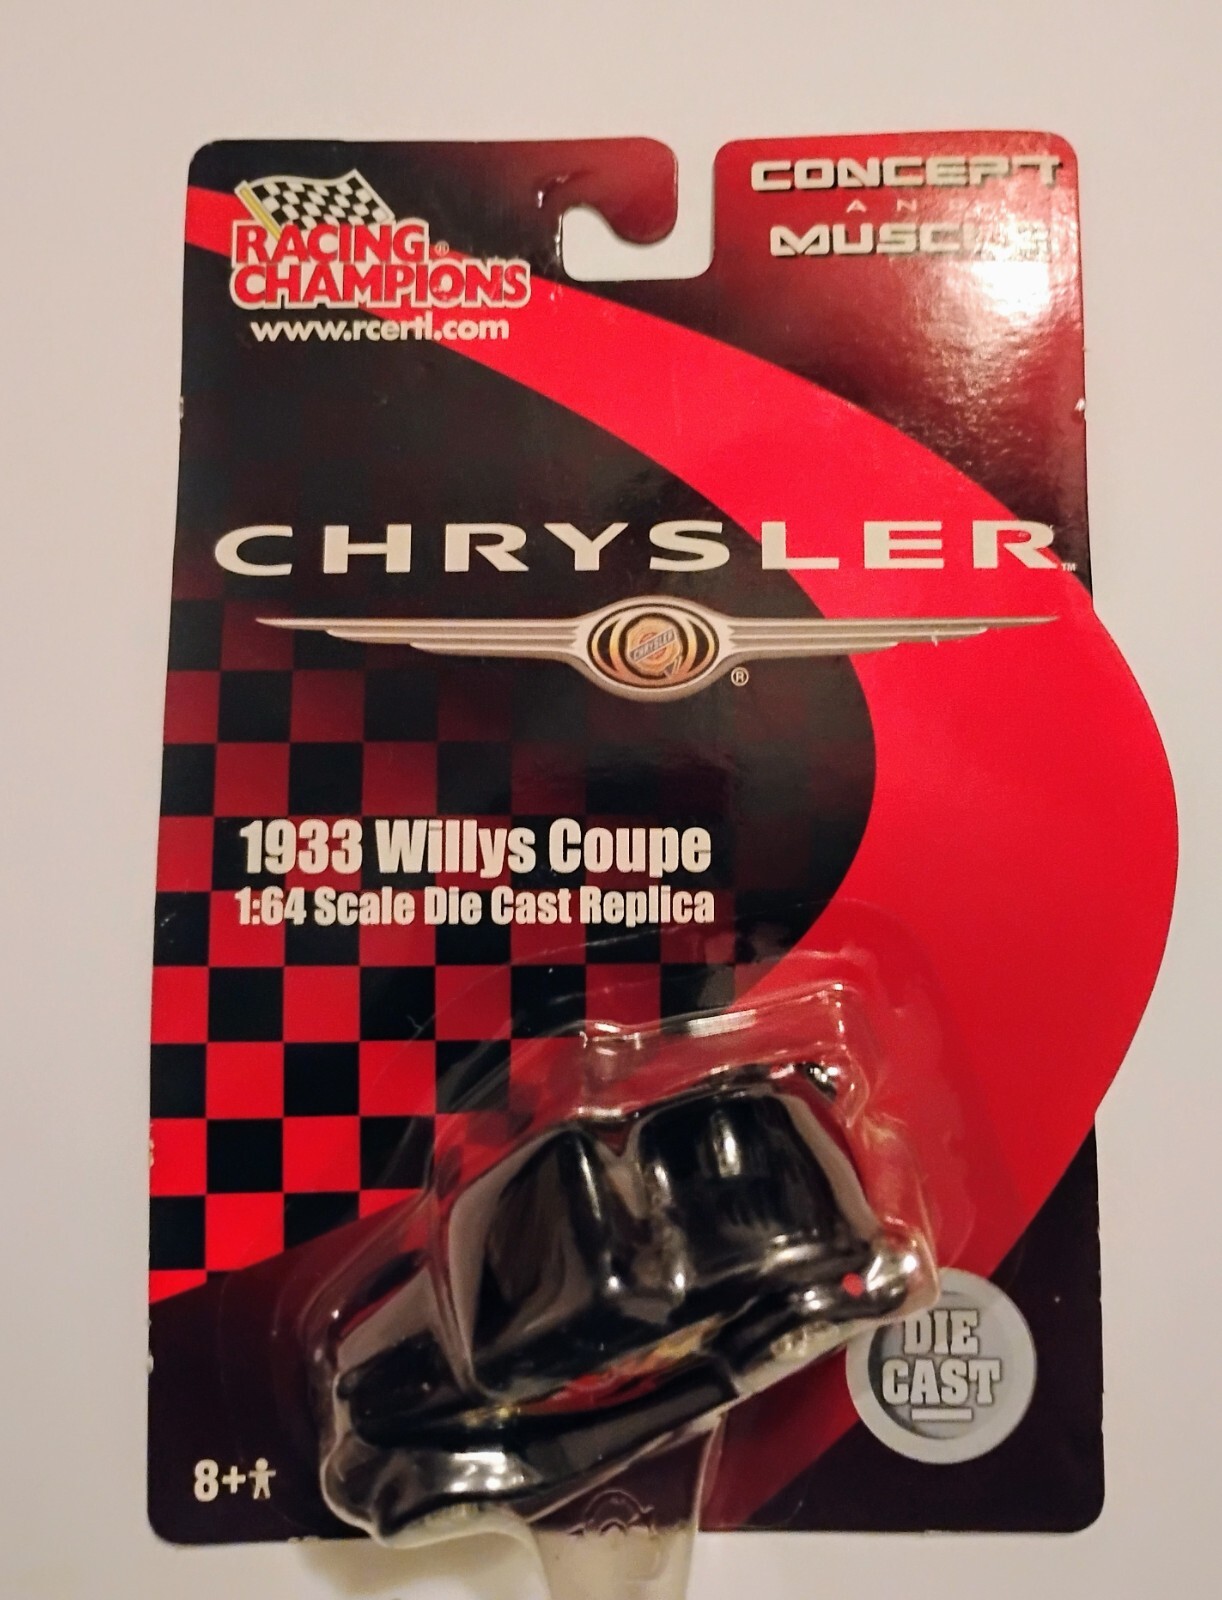 RACING®
CHAMPIONS
www.rcertl.com
CONCEPT
AND
MUSCLE
CHRYSLER™
CHRYSLER
®
1933 Willys Coupe
1:64 Scale Die Cast Replica
DIE
CAST
8+